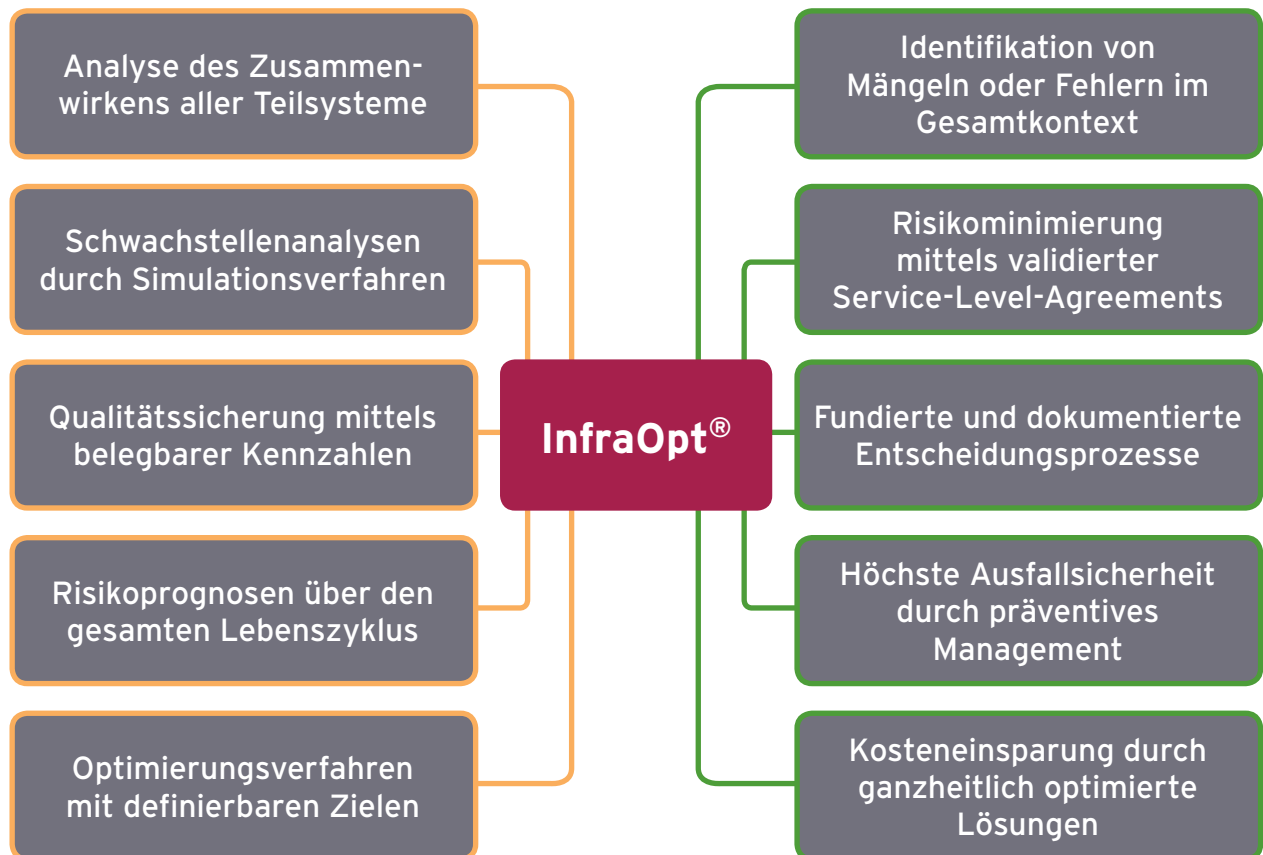 Analyse des Zusammen-
wirkens aller Teilsysteme
Schwachstellenanalysen
durch Simulationsverfahren
Qualitätssicherung mittels
belegbarer Kennzahlen
Risikoprognosen über den
gesamten Lebenszyklus
Optimierungsverfahren
mit definierbaren Zielen
InfraOpt®
Identifikation von
Mängeln oder Fehlern im
Gesamtkontext
Risikominimierung
mittels validierter
Service-Level-Agreements
Fundierte und dokumentierte
Entscheidungsprozesse
Höchste Ausfallsicherheit
durch präventives
Management
Kosteneinsparung durch
ganzheitlich optimierte
Lösungen